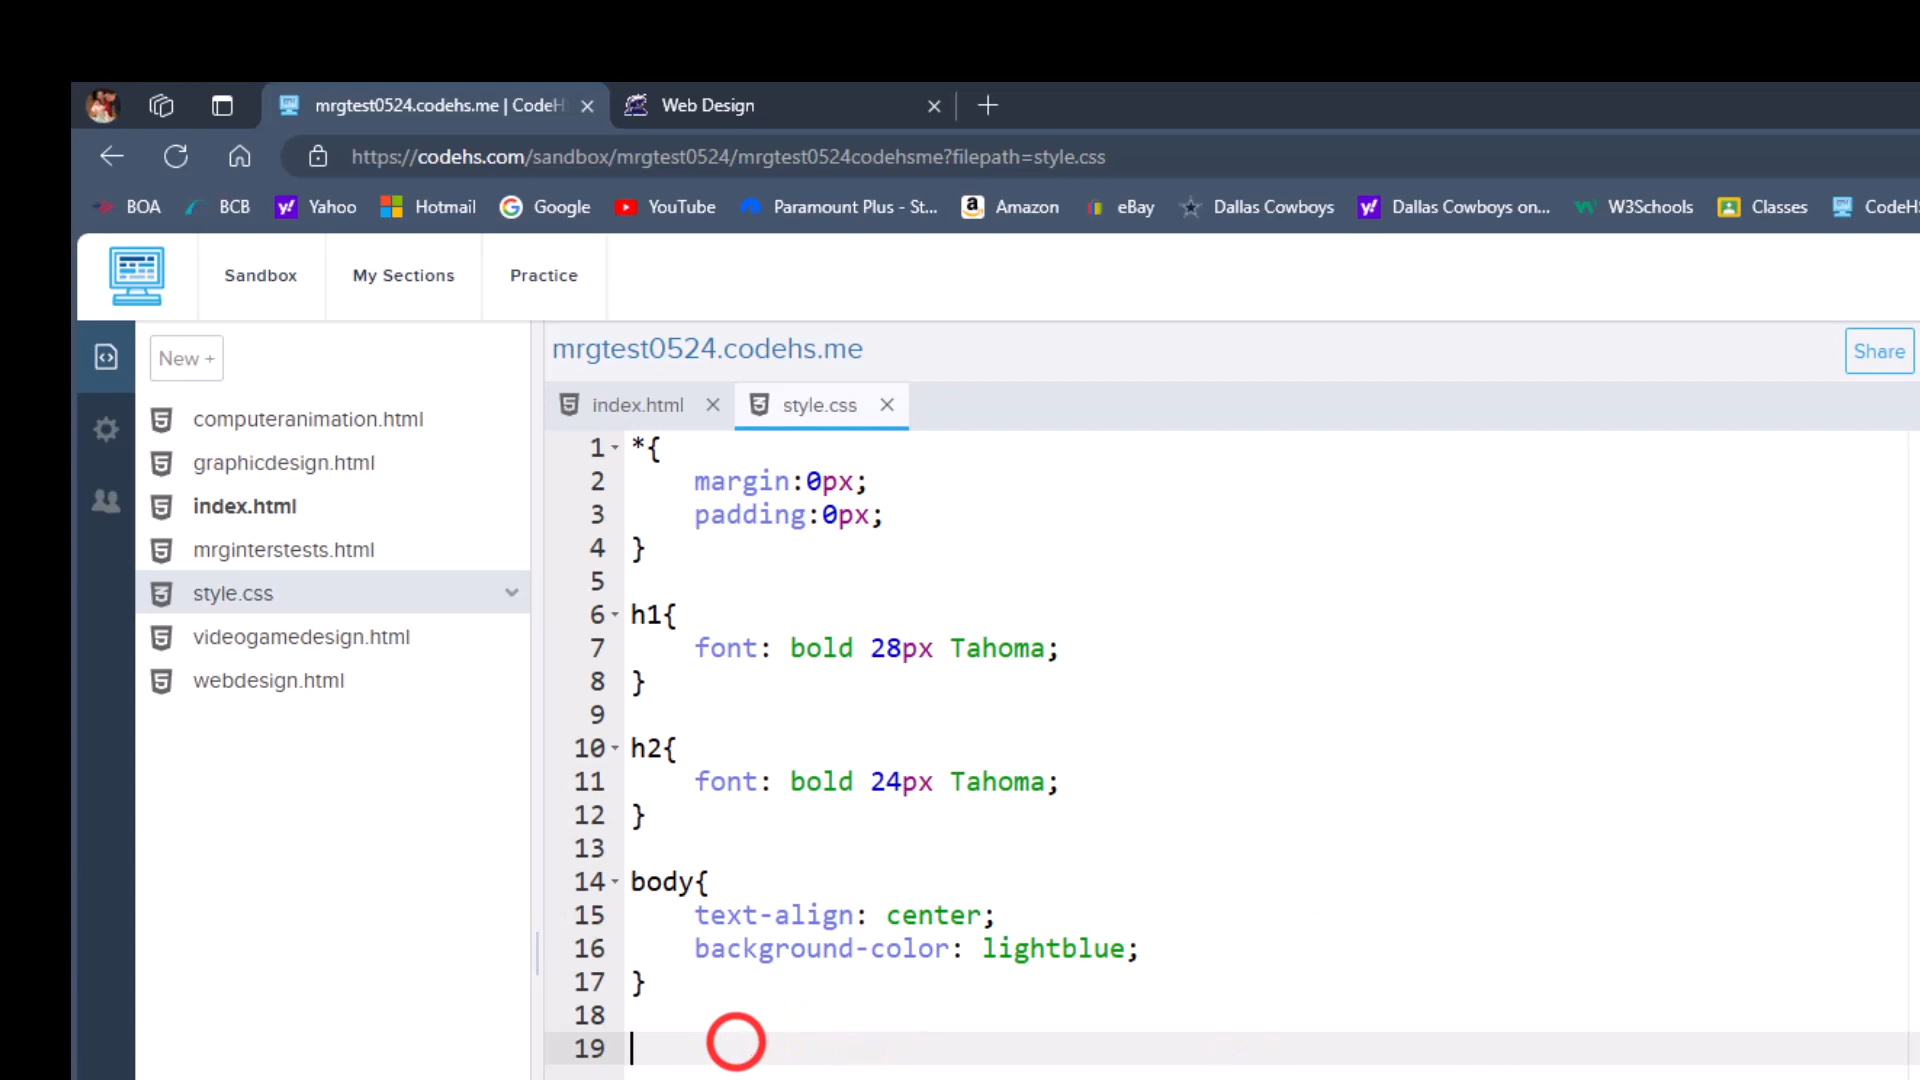 mrgtest0524.codehs.me | CodeH
Web Design
https://codehs.com/sandbox/mrgtest0524/mrgtest0524codehsme?filepath=style.css
BOA BCB Yahoo Hotmail Google YouTube Paramount Plus - St... Amazon eBay Dallas Cowboys Dallas Cowboys on... W3Schools Classes CodeHS
Sandbox My Sections Practice
New +
computeranimation.html
graphicdesign.html
index.html
mrginterstests.html
style.css
videogamedesign.html
webdesign.html
mrgtest0524.codehs.me
Share
index.html style.css
1 *{
2 margin:0px;
3 padding:0px;
4 }
5
6 h1{
7 font: bold 28px Tahoma;
8 }
9
10 h2{
11 font: bold 24px Tahoma;
12 }
13
14 body{
15 text-align: center;
16 background-color: lightblue;
17 }
18
19